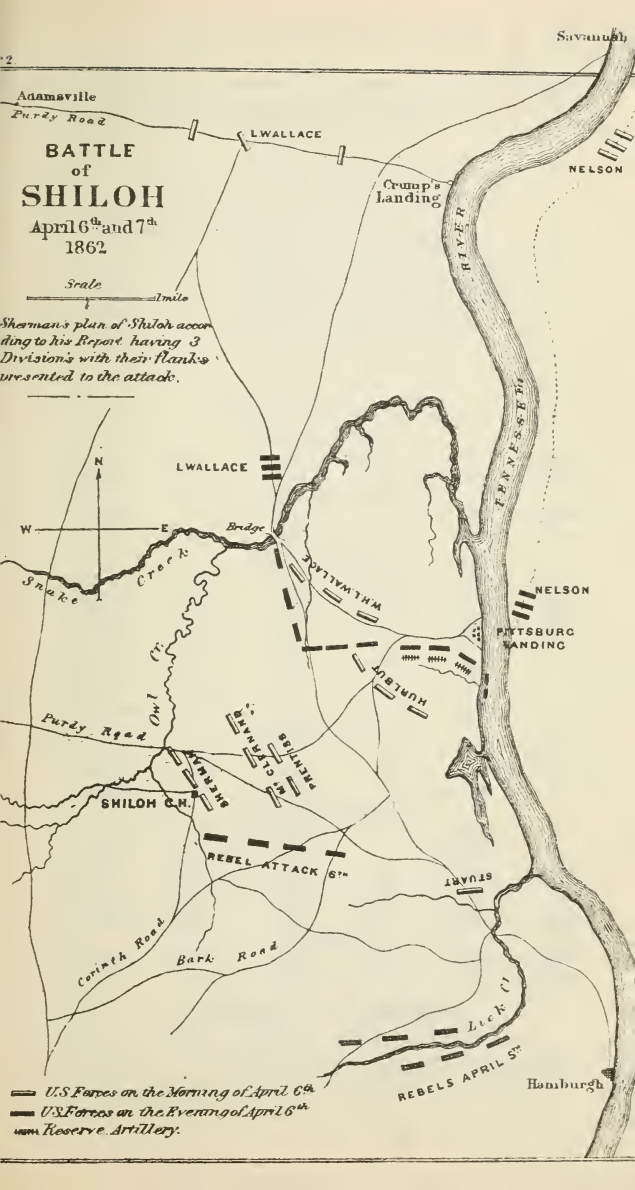 Savannah
2
Adamsville
Purdy Road
L.WALLACE
BATTLE
of
SHILOH
April 6th and 7th
1862
Scale
1 mile
Sherman's plan of Shiloh accor
ding to his Report having 3
Divisions with their flanks
presented to the attack.
Crump's
Landing
NELSON
RIVER
TENNESSEE
N
W
E
L.WALLACE
Bridge
Snake Creek
W.H.L.WALLACE
NELSON
PITTSBURG
LANDING
HURLBUT
Owl Cr.
Purdy Road
McCLERNAND
PRENTISS
SHERMAN
SHILOH C.H.
REBEL ATTACK 6TH
STUART
Corinth Road
Bark Road
Lick Cr
REBELS APRIL 5TH
Hamburgh
U.S Forces on the Morning of April 6th
U.S.Forces on the Evening of April 6th
Reserve Artillery.